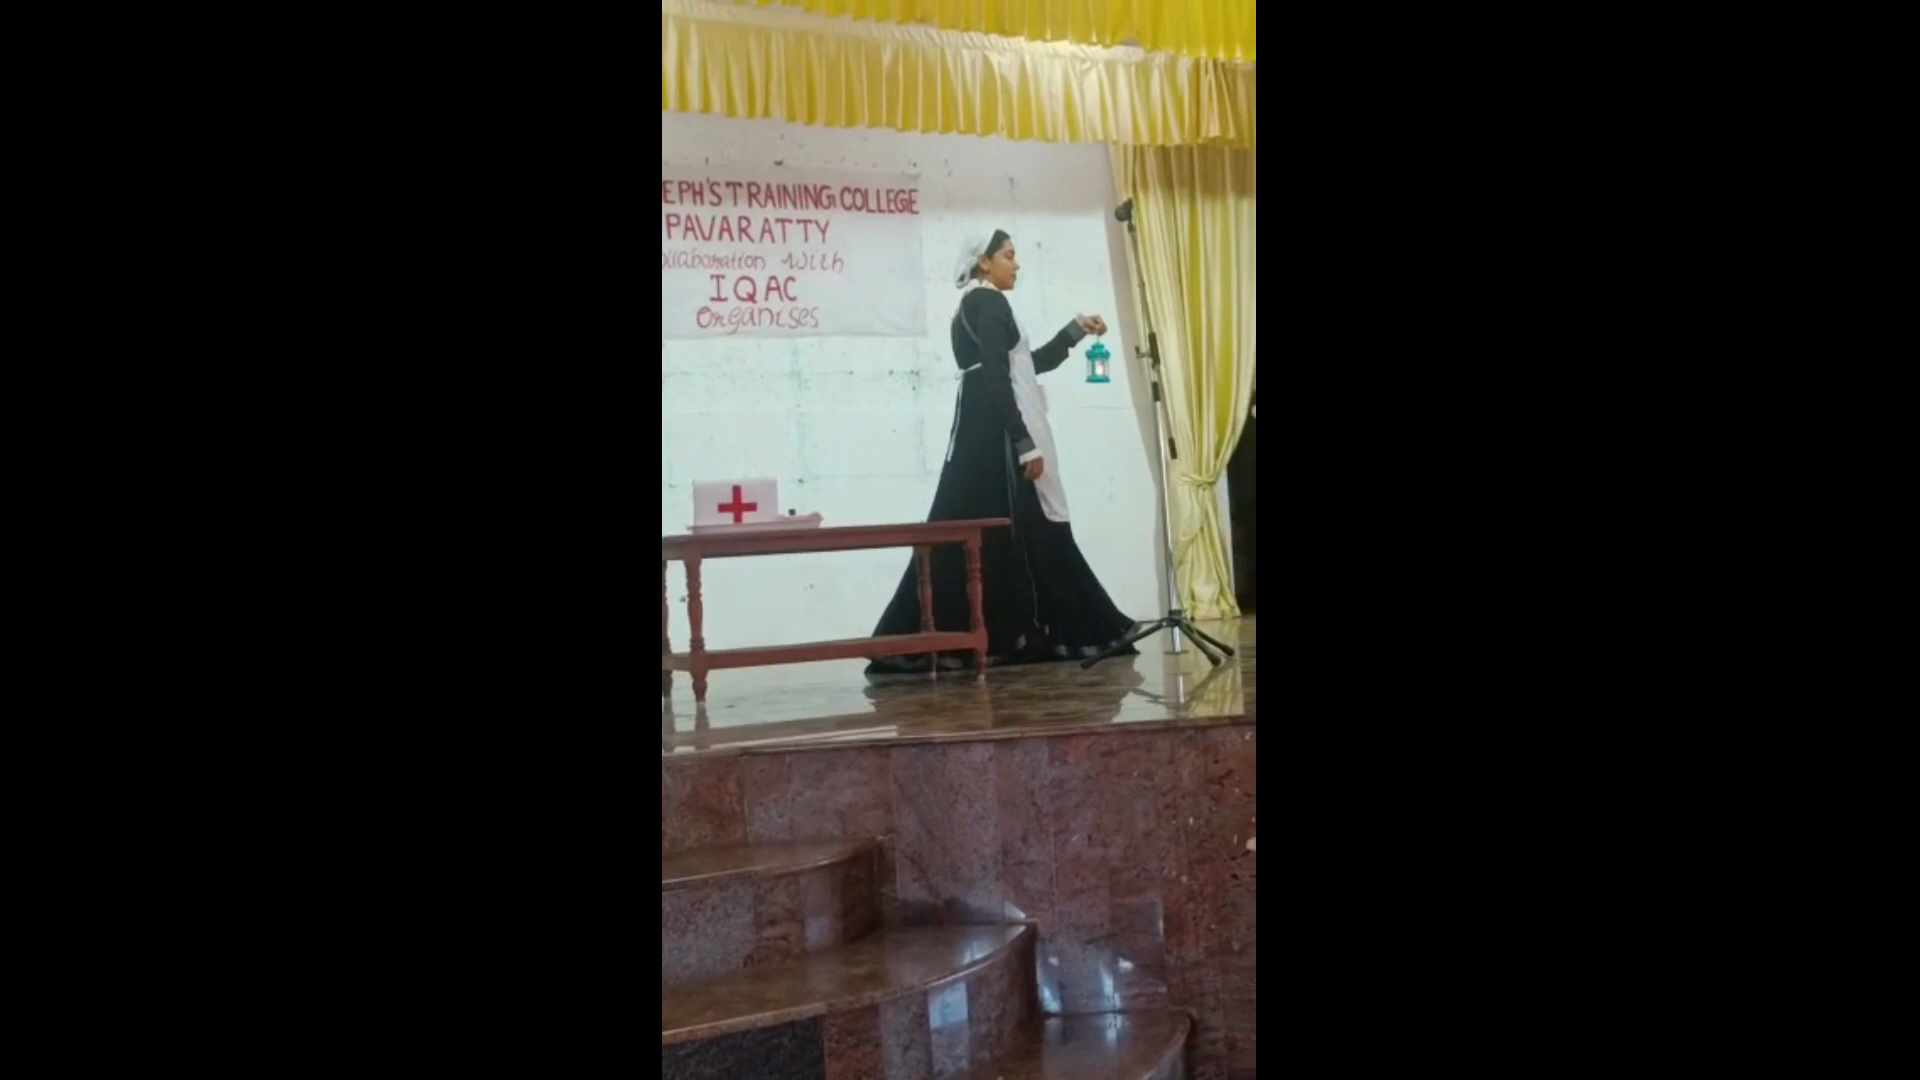 EPH'S TRAINING COLLEGE
PAVARATTY
llaboration with
IQAC
Organises